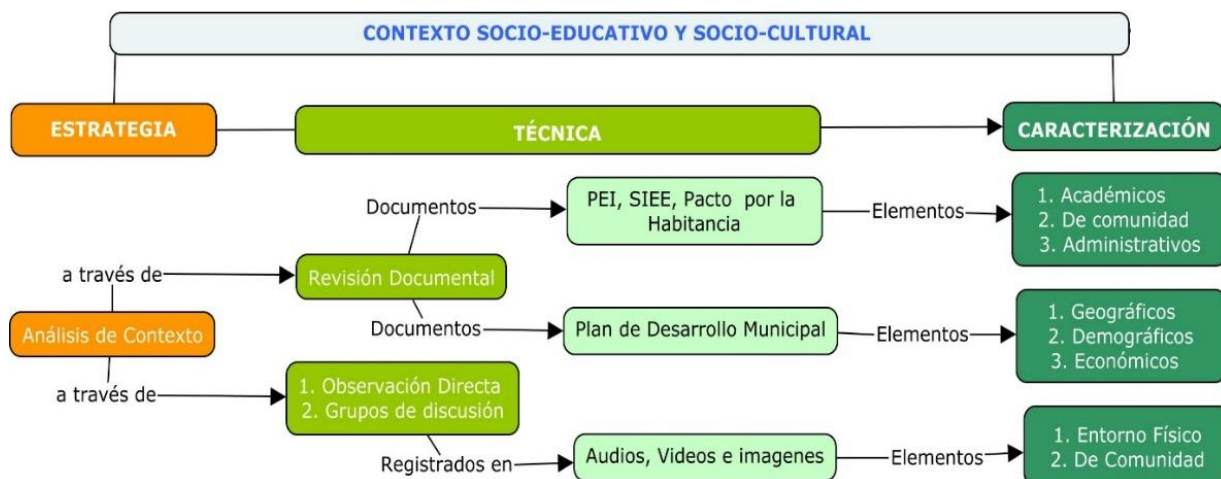 CONTEXTO SOCIO-EDUCATIVO Y SOCIO-CULTURAL
ESTRATEGIA
TÉCNICA
CARACTERIZACIÓN
Documentos
PEI, SIEE, Pacto por la
Habitancia
Elementos
1. Académicos
2. De comunidad
3. Administrativos
a través de
Revisión Documental
Análisis de Contexto
Documentos
Plan de Desarrollo Municipal
Elementos
1. Geográficos
2. Demográficos
3. Económicos
a través de
1. Observación Directa
2. Grupos de discusión
Registrados en
Audios, Videos e imagenes
Elementos
1. Entorno Físico
2. De Comunidad